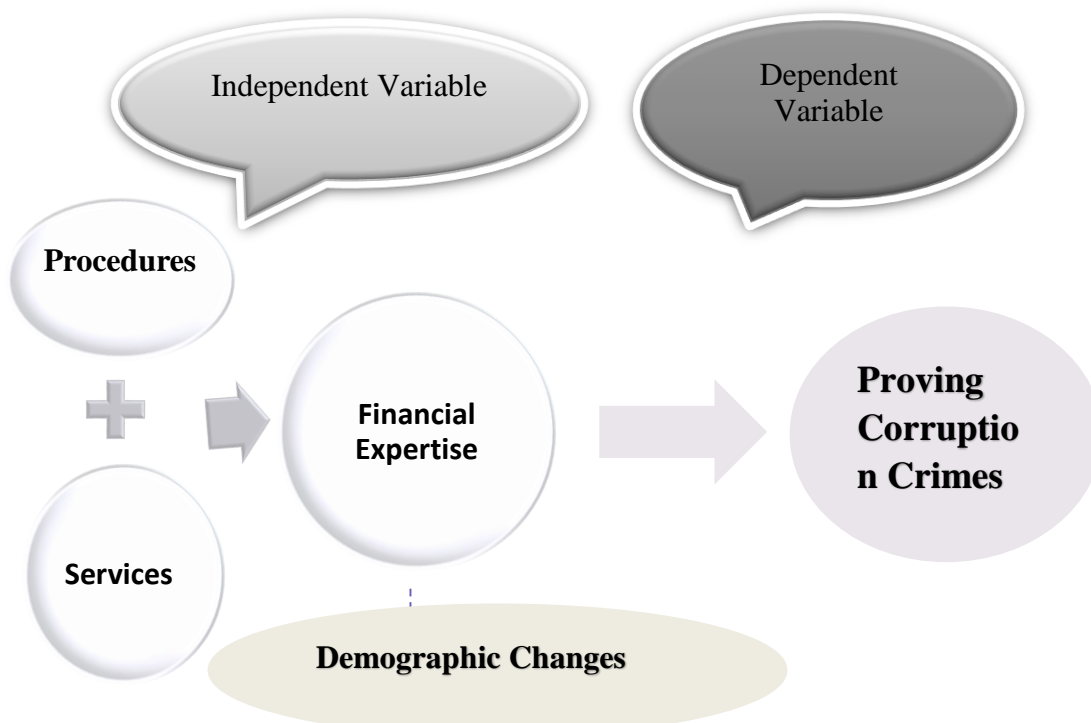 Independent Variable
Dependent
Variable
Procedures
Financial
Expertise
Proving
Corruptio
n Crimes
Services
Demographic Changes